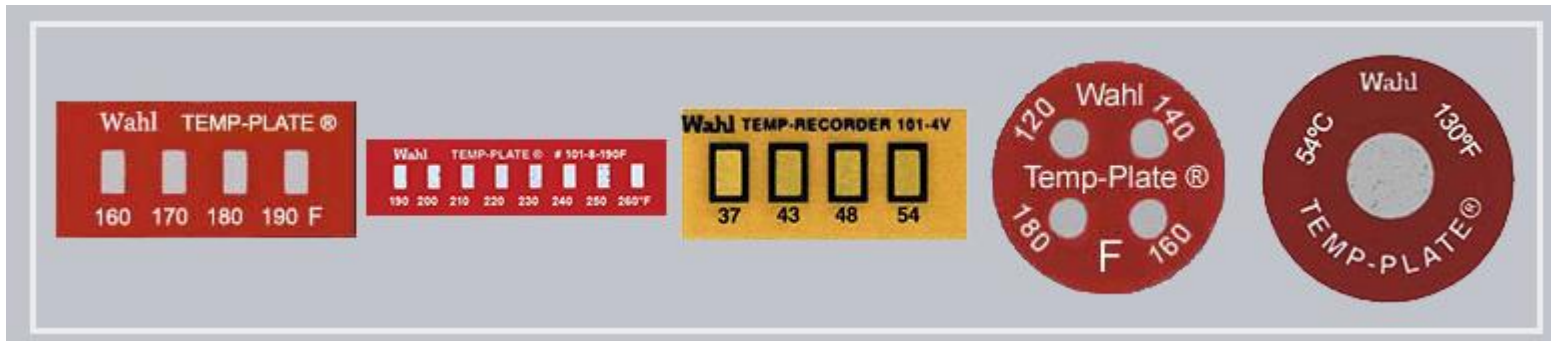 Wahl TEMP-PLATE ®
160 170 180 190 F
Wahl TEMP-PLATE ® # 101-8-190F
190 200 210 220 230 240 250 260°F
Wahl TEMP-RECORDER 101-4V
37 43 48 54
Wahl
120 140
Temp-Plate ®
180 160
F
Wahl
54ºC 130ºF
TEMP-PLATE®